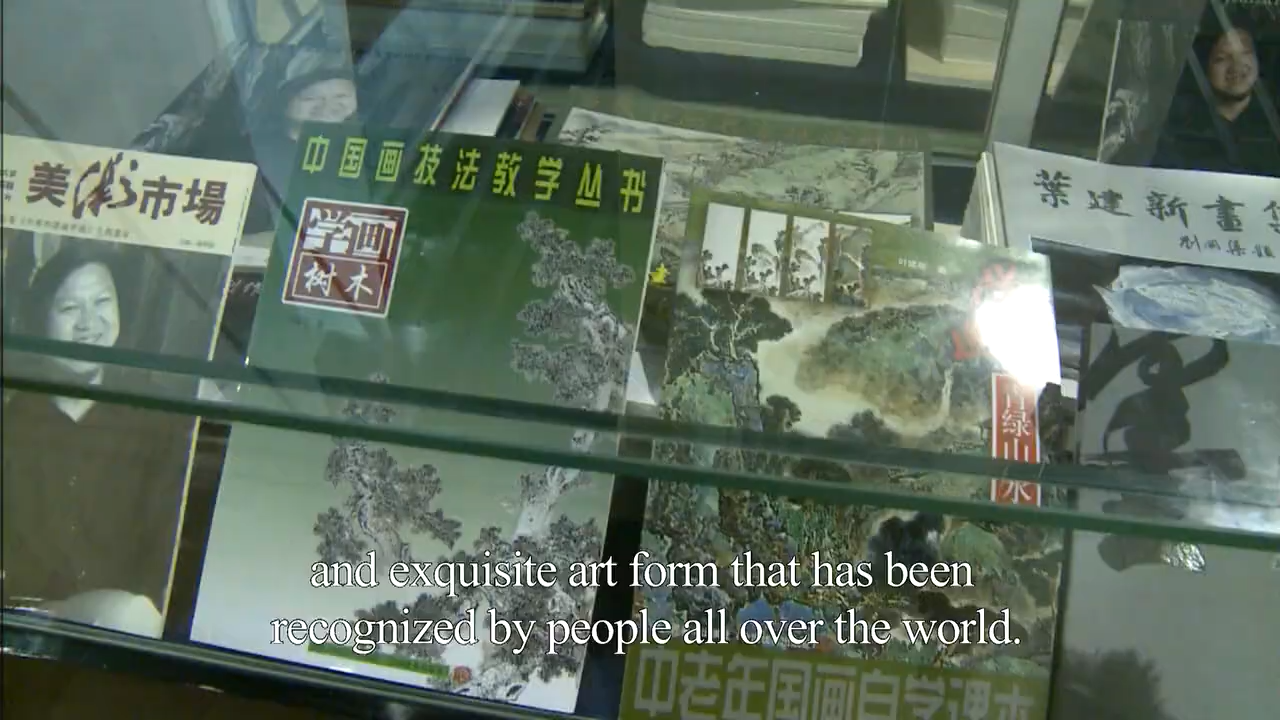 美術市場
中国画技法教学丛书
学画
树木
青绿山水
葉建新畫集
中老年国画自学课本
and exquisite art form that has been
recognized by people all over the world.